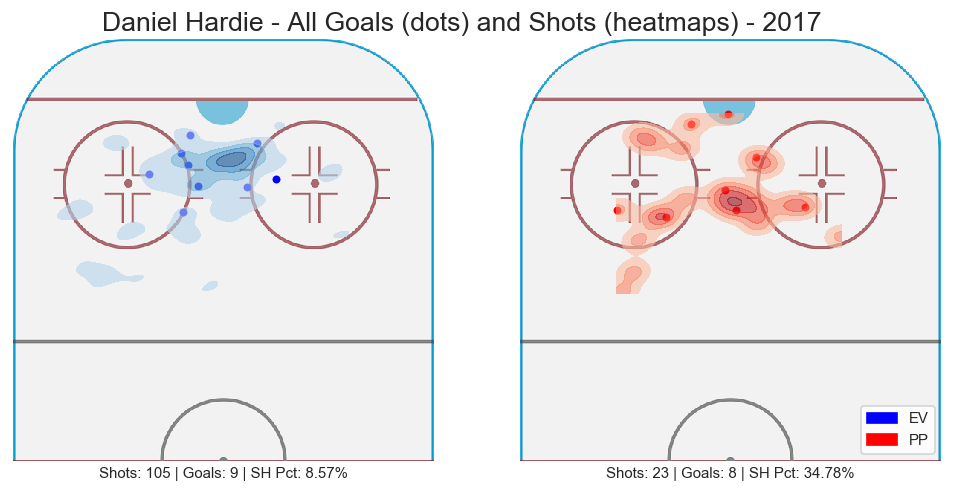 Daniel Hardie - All Goals (dots) and Shots (heatmaps) - 2017
EV
PP
Shots: 105 | Goals: 9 | SH Pct: 8.57%
Shots: 23 | Goals: 8 | SH Pct: 34.78%